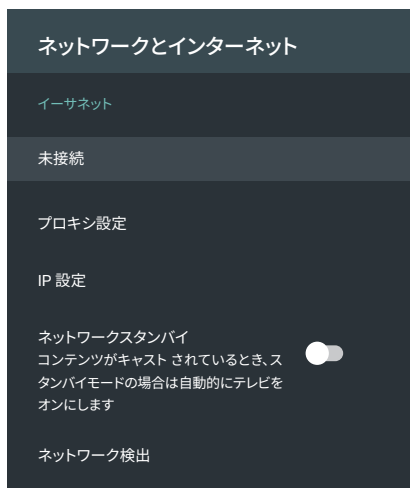 ネットワークとインターネット
イーサネット
未接続
プロキシ設定
IP 設定
ネットワークスタンバイ
コンテンツがキャスト されているとき、ス
タンバイモードの場合は自動的にテレビを
オンにします
ネットワーク検出